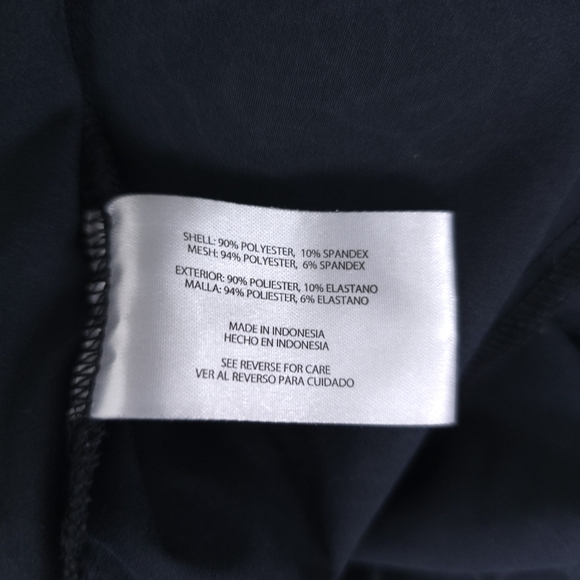 SHELL: 90% POLYESTER, 10% SPANDEX
MESH: 94% POLYESTER, 6% SPANDEX
EXTERIOR: 90% POLIESTER, 10% ELASTANO
MALLA: 94% POLIESTER, 6% ELASTANO
MADE IN INDONESIA
HECHO EN INDONESIA
SEE REVERSE FOR CARE
VER AL REVERSO PARA CUIDADO